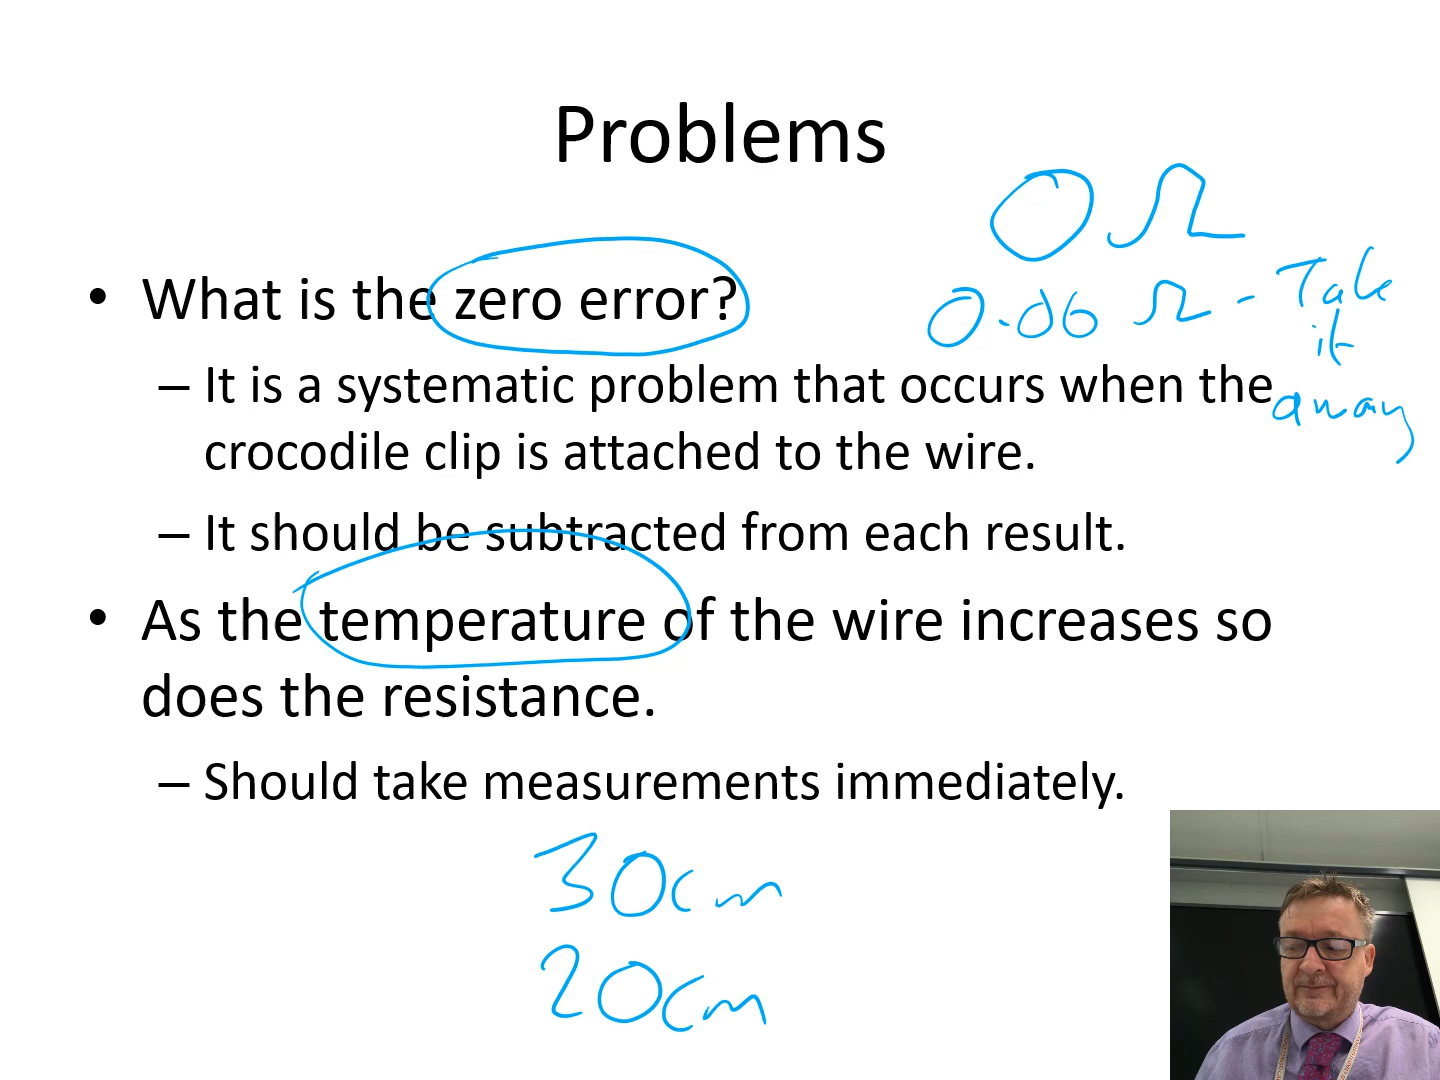 Problems
0 Ω
• What is the zero error?
0.06 Ω - Take
it
away
– It is a systematic problem that occurs when the
crocodile clip is attached to the wire.
– It should be subtracted from each result.
• As the temperature of the wire increases so
does the resistance.
– Should take measurements immediately.
30cm
20cm